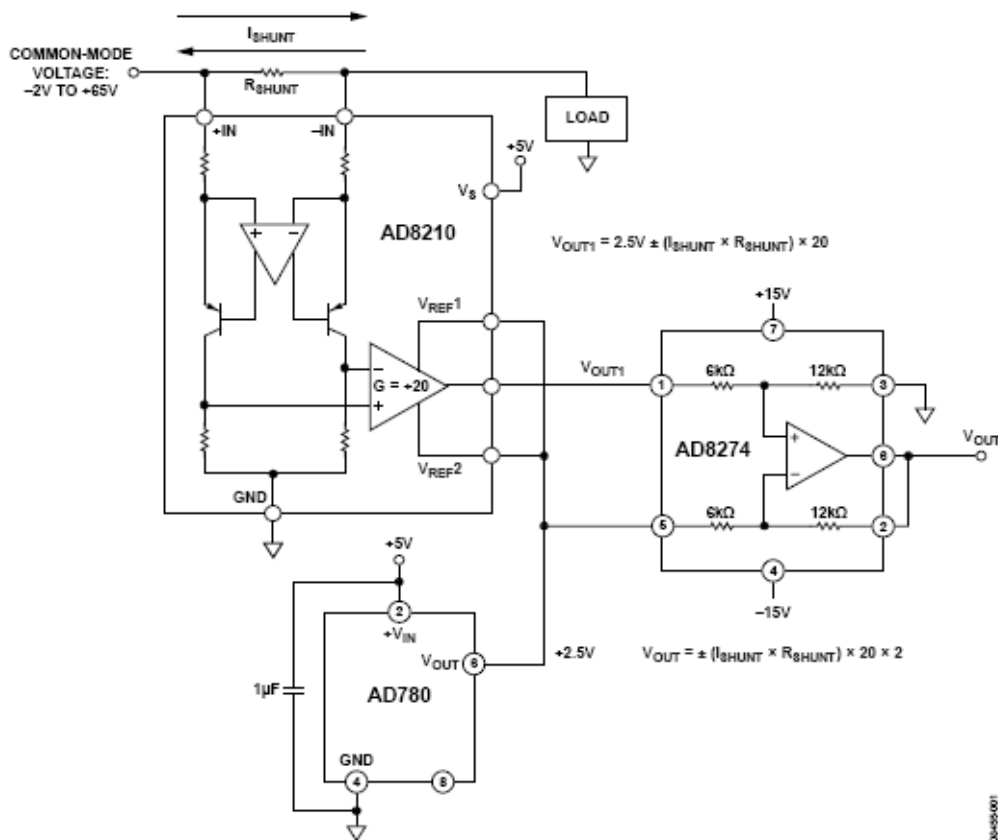 I SHUNT
COMMON-MODE
VOLTAGE:
–2V TO +65V
R SHUNT
+IN
–IN
LOAD
+5V
VS
AD8210
+
–
VOUT1 = 2.5V ± (ISHUNT × RSHUNT) × 20
VREF1
–
G = +20
+
VREF2
GND
VOUT1
+15V
7
1
6kΩ
12kΩ
3
+
–
AD8274
6
VOUT
5
6kΩ
12kΩ
2
4
–15V
+5V
2
+VIN
VOUT
6
+2.5V
VOUT = ± (ISHUNT × RSHUNT) × 20 × 2
1µF
AD780
GND
4
8